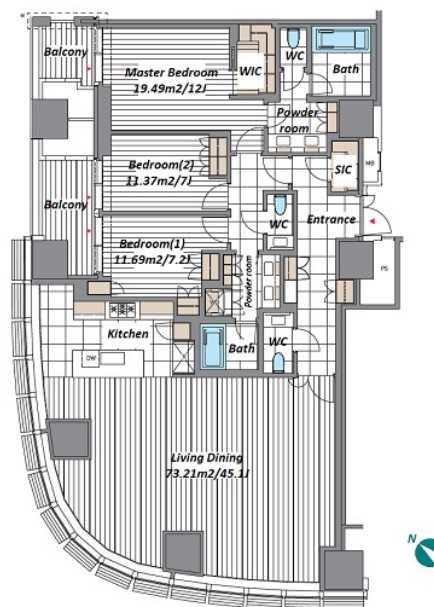 Balcony
Master Bedroom
19.49m2/12J
WIC
WC
Bath
Powder
room
Bedroom(2)
11.37m2/7J
SIC
MB
Balcony
WC
Entrance
Bedroom(1)
11.69m2/7.2J
Powder room
PS
Kitchen
DW
Bath
WC
Living Dining
73.21m2/45.1J
N